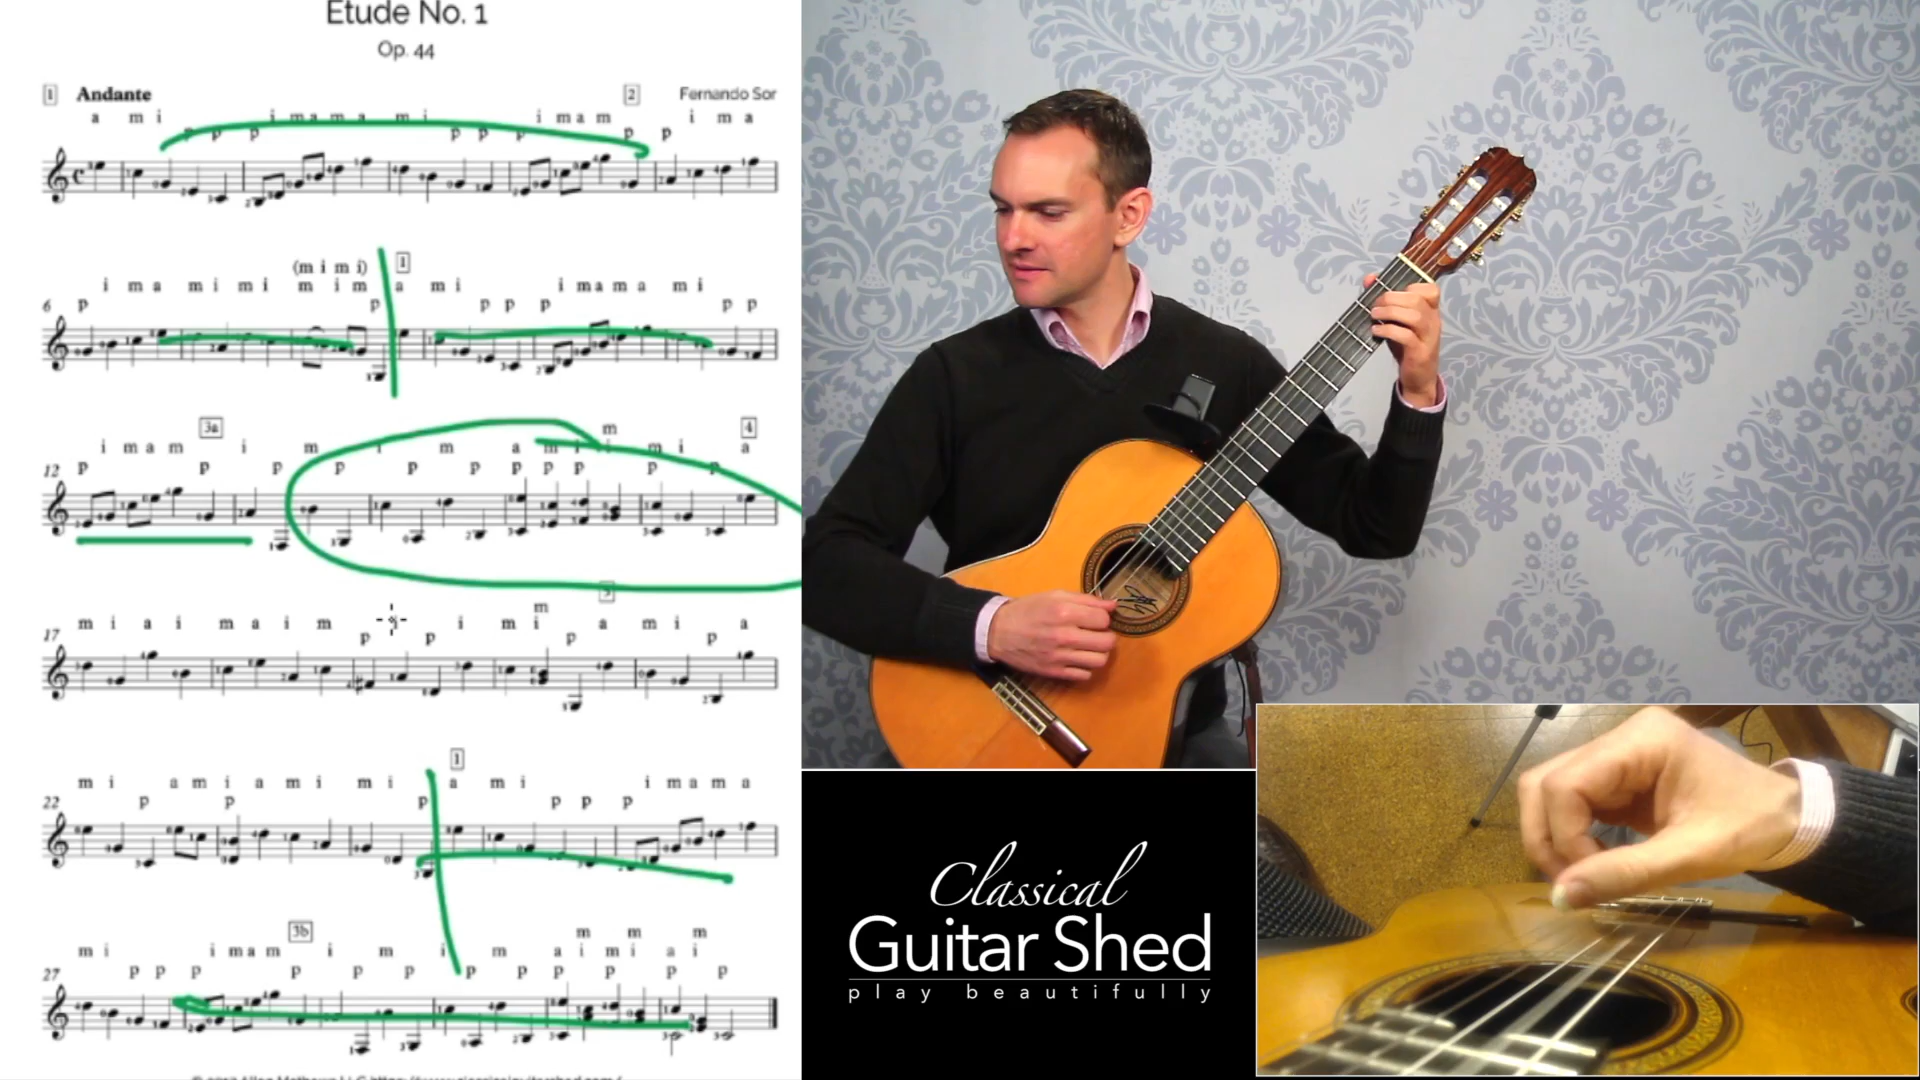 Etude No. 1
Op. 44
1 Andante 2 Fernando Sor
a m i i m a m a m i i m a m i m a
p p p p p p p p
(m i m i) 1
i m a m i m i m i m a m i i m a m a m i
6 p p p p p p p
3a m 4
i m a m i m i m a m i m i a
12 p p p p p p p p p p p
m 5
m i a i m a i m i i m i a m i a
17 p p p p
1
m i a m i a m i m i a m i i m a m a
22 p p p p p p
3b m m m
m i i m a m i m i m a i m i a i
27 p p p p p p p p p p p p
Classical
Guitar Shed
play beautifully